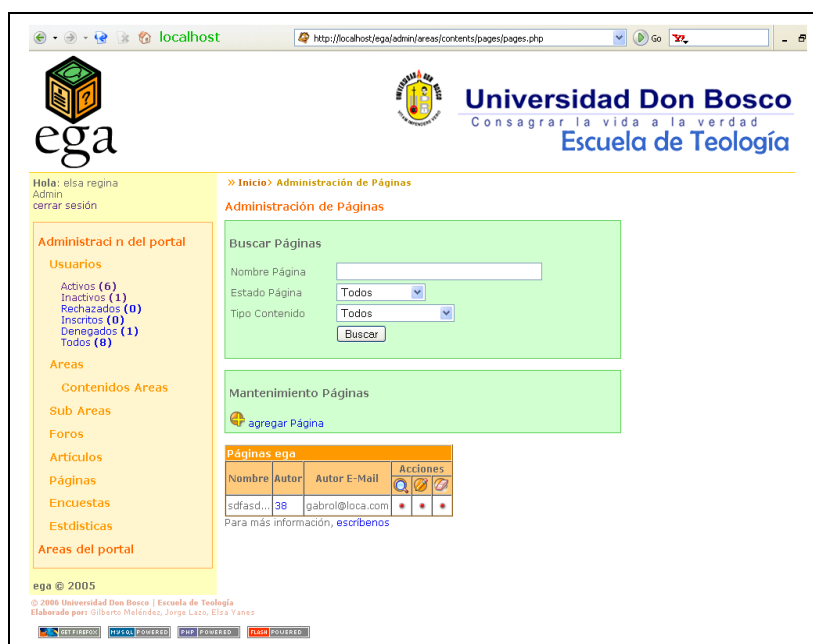 localhost
http://localhost/ega/admin/areas/contents/pages/pages.php
Go
ega
Universidad Don Bosco
Consagrar la vida a la verdad
Escuela de Teología
Hola: elsa regina
Admin
cerrar sesión
Administraci n del portal
Usuarios
Activos (6)
Inactivos (1)
Rechazados (0)
Inscritos (0)
Denegados (1)
Todos (8)
Areas
Contenidos Areas
Sub Areas
Foros
Artículos
Páginas
Encuestas
Estdisticas
Areas del portal
ega © 2005
» Inicio› Administración de Páginas
Administración de Páginas
Buscar Páginas
Nombre Página
Estado Página Todos
Tipo Contenido Todos
Buscar
Mantenimiento Páginas
agregar Página
Páginas ega
Nombre Autor Autor E-Mail Acciones
sdfasd... 38 gabrol@loca.com
Para más información, escríbenos
© 2006 Universidad Don Bosco | Escuela de Teología
Elaborado por: Gilberto Meléndez, Jorge Lazo, Elsa Yanes
GET FIREFOX MYSQL POWERED PHP POWERED FLASH POWERED